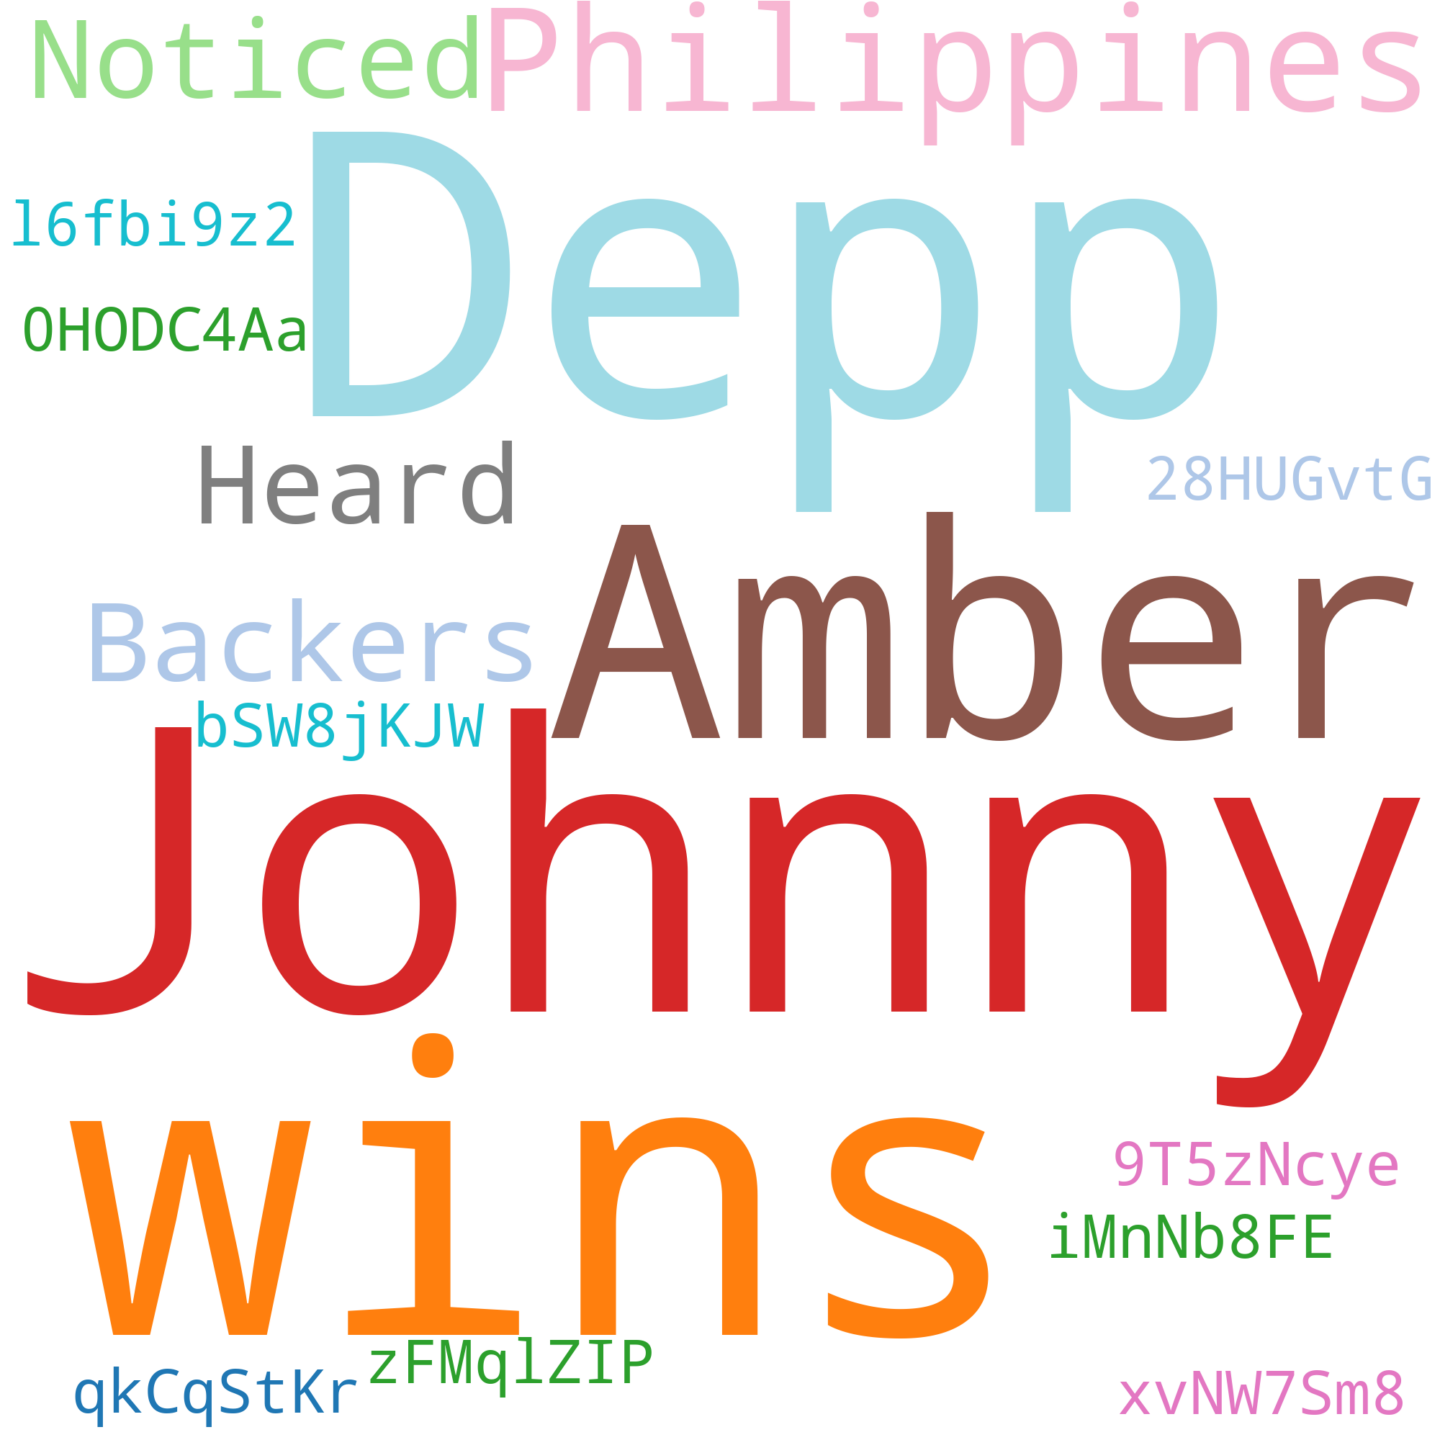 Noticed Philippines
l6fbi9z2 Depp
0HODC4Aa
Heard 28HUGvtG
Amber
Backers
bSW8jKJW
Johnny
wins
9T5zNcye
iMnNb8FE
zFMqlZIP
qkCqStKr xvNW7Sm8